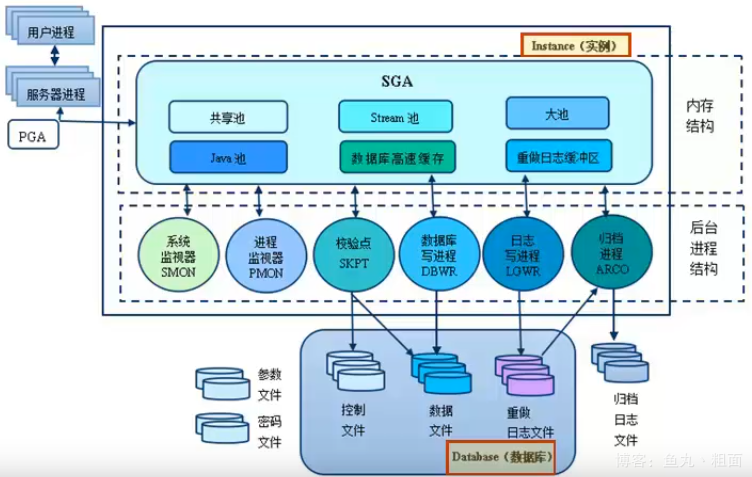 用户进程
服务器进程
PGA
Instance（实例）
SGA
共享池
Stream 池
大池
Java 池
数据库高速缓存
重做日志缓冲区
内存
结构
系统
监视器
SMON
进程
监视器
PMON
校验点
SKPT
数据库
写进程
DBWR
日志
写进程
LGWR
归档
进程
ARCO
后台
进程
结构
参数
文件
密码
文件
控制
文件
数据
文件
重做
日志文件
归档
日志
文件
Database（数据库）
博客：鱼丸·粗面